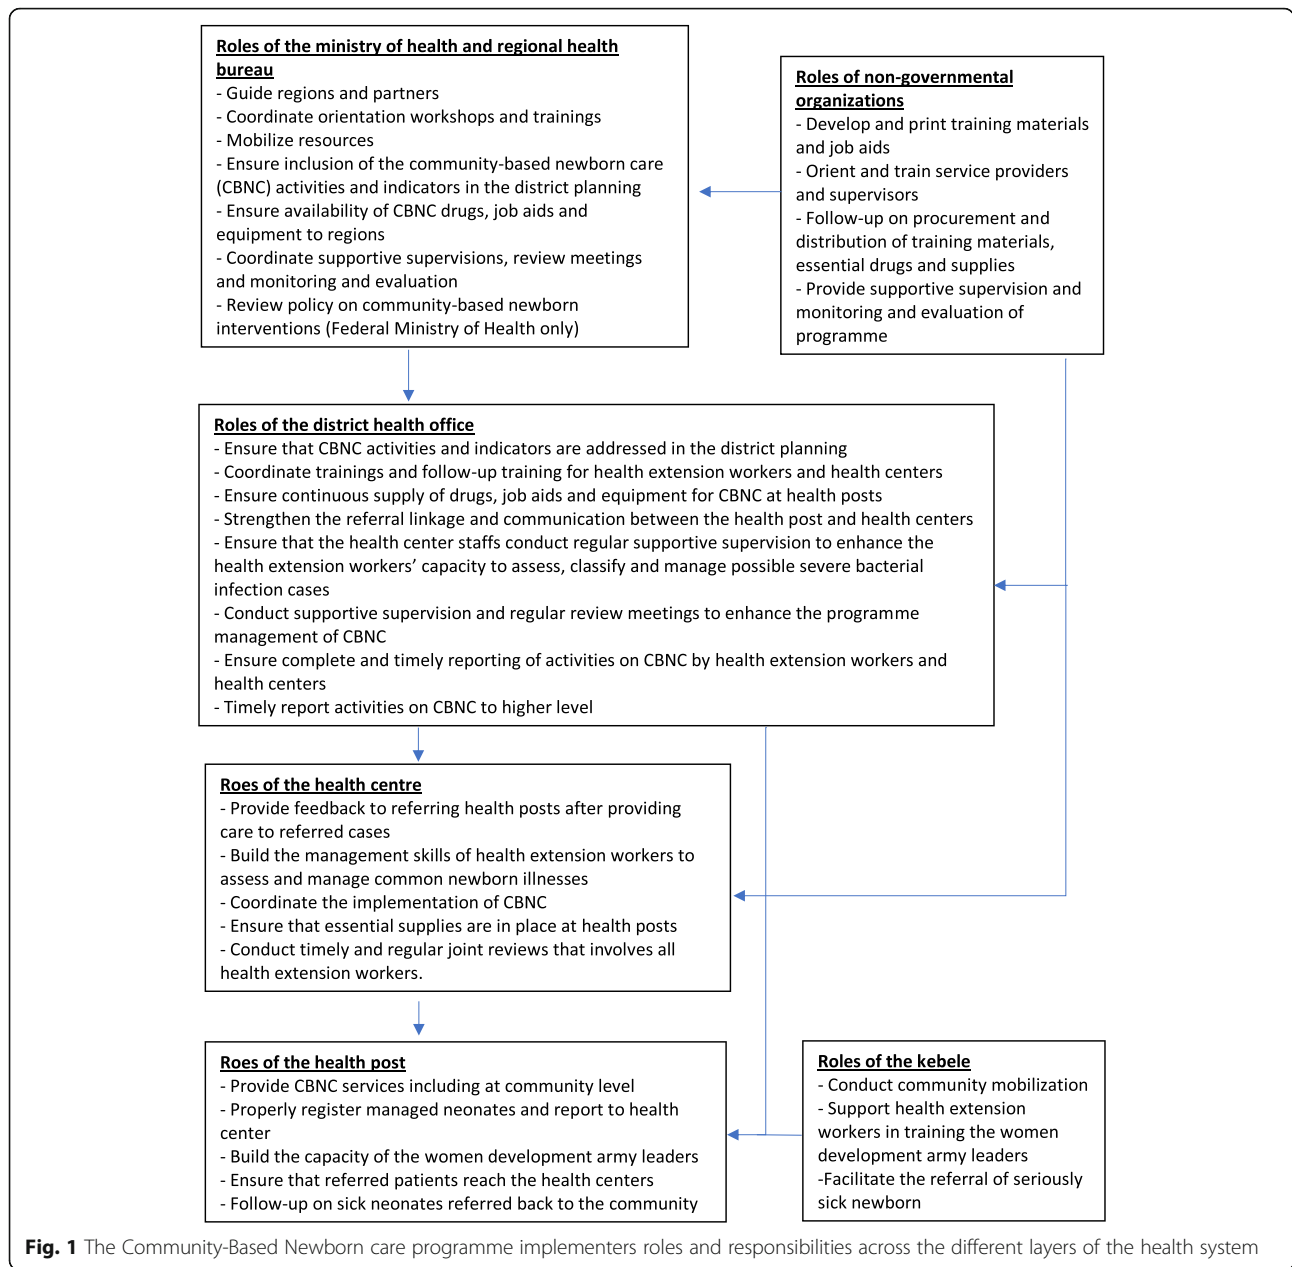 Roles of the ministry of health and regional health
bureau
- Guide regions and partners
- Coordinate orientation workshops and trainings
- Mobilize resources
- Ensure inclusion of the community-based newborn care
(CBNC) activities and indicators in the district planning
- Ensure availability of CBNC drugs, job aids and
equipment to regions
- Coordinate supportive supervisions, review meetings
and monitoring and evaluation
- Review policy on community-based newborn
interventions (Federal Ministry of Health only)
Roles of non-governmental
organizations
- Develop and print training materials
and job aids
- Orient and train service providers
and supervisors
- Follow-up on procurement and
distribution of training materials,
essential drugs and supplies
- Provide supportive supervision and
monitoring and evaluation of
programme
Roles of the district health office
- Ensure that CBNC activities and indicators are addressed in the district planning
- Coordinate trainings and follow-up training for health extension workers and health centers
- Ensure continuous supply of drugs, job aids and equipment for CBNC at health posts
- Strengthen the referral linkage and communication between the health post and health centers
- Ensure that the health center staffs conduct regular supportive supervision to enhance the
health extension workers’ capacity to assess, classify and manage possible severe bacterial
infection cases
- Conduct supportive supervision and regular review meetings to enhance the programme
management of CBNC
- Ensure complete and timely reporting of activities on CBNC by health extension workers and
health centers
- Timely report activities on CBNC to higher level
Roes of the health centre
- Provide feedback to referring health posts after providing
care to referred cases
- Build the management skills of health extension workers to
assess and manage common newborn illnesses
- Coordinate the implementation of CBNC
- Ensure that essential supplies are in place at health posts
- Conduct timely and regular joint reviews that involves all
health extension workers.
Roes of the health post
- Provide CBNC services including at community level
- Properly register managed neonates and report to health
center
- Build the capacity of the women development army leaders
- Ensure that referred patients reach the health centers
- Follow-up on sick neonates referred back to the community
Roles of the kebele
- Conduct community mobilization
- Support health extension
workers in training the women
development army leaders
-Facilitate the referral of seriously
sick newborn
Fig. 1 The Community-Based Newborn care programme implementers roles and responsibilities across the different layers of the health system